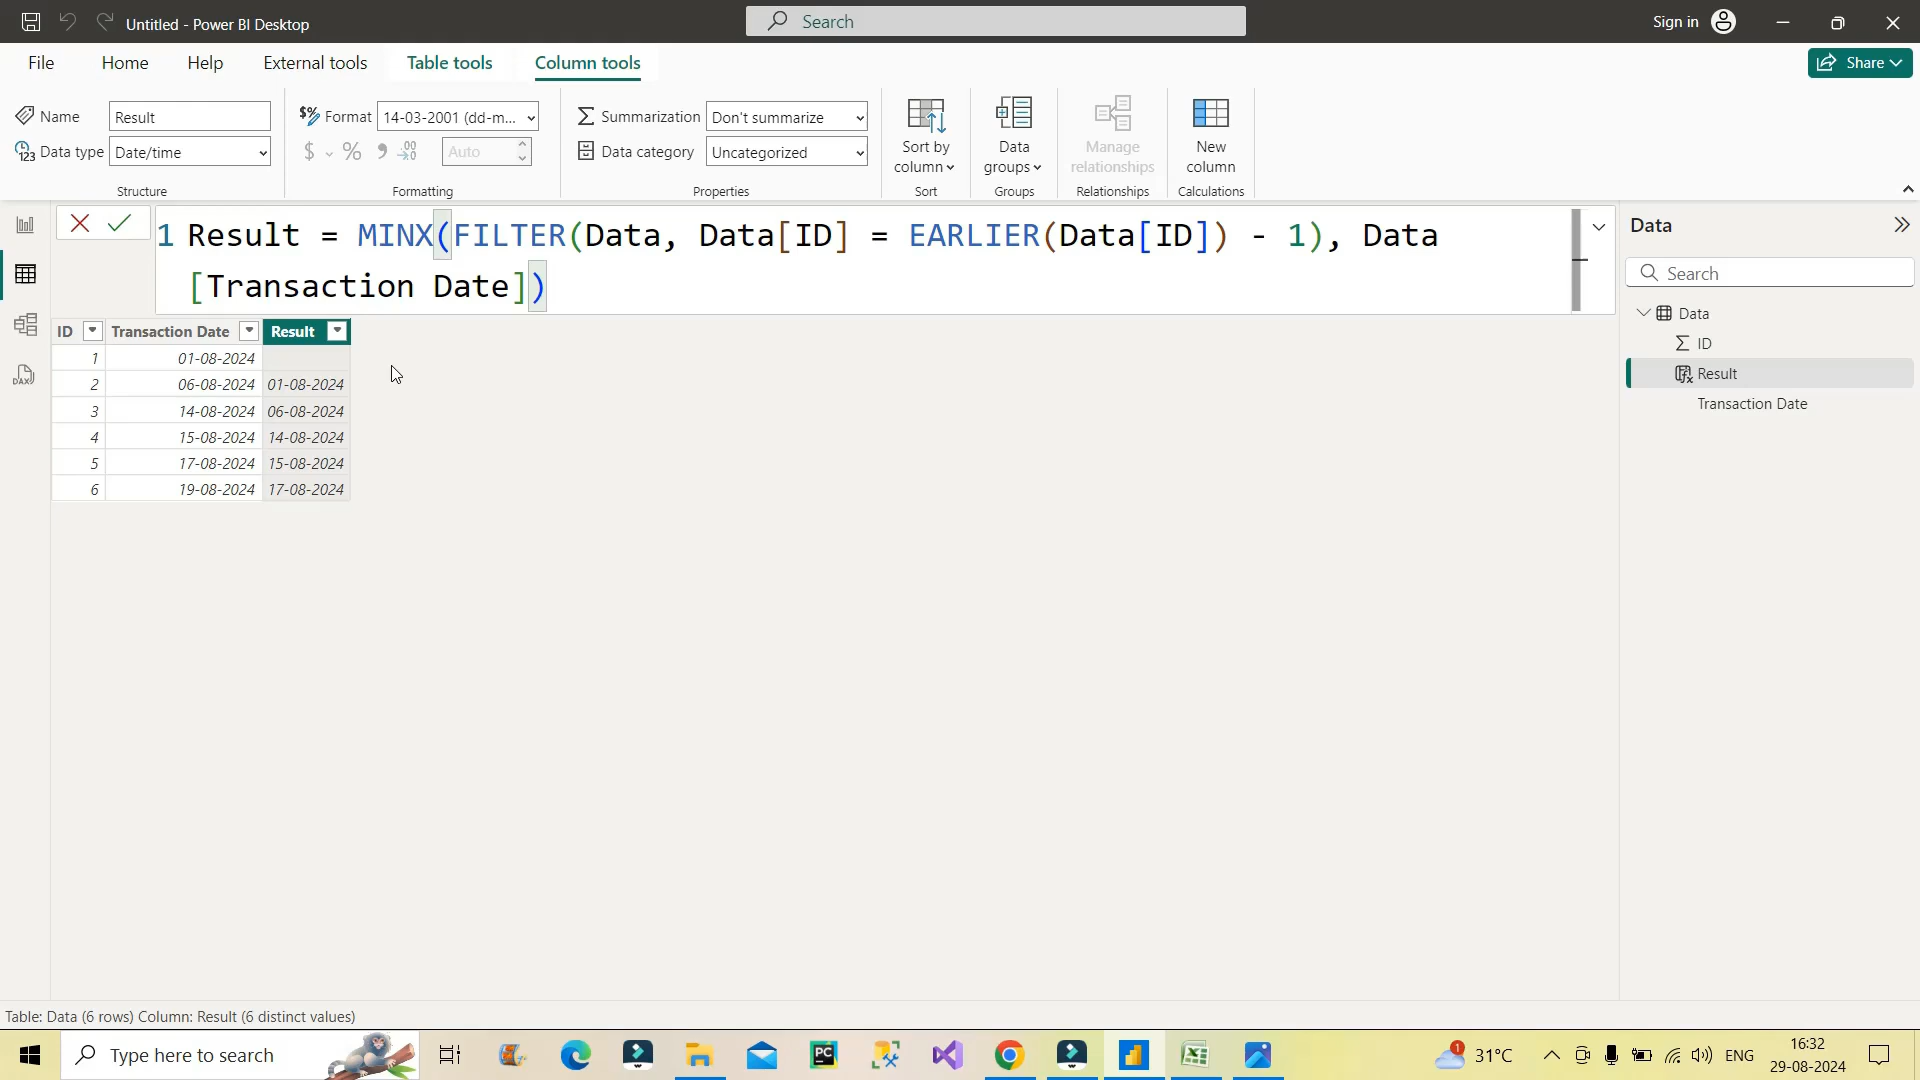 Untitled - Power BI Desktop
Search
Sign in
File
Home
Help
External tools
Table tools
Column tools
Share
Name
Result
Format
14-03-2001 (dd-m...
Summarization
Don't summarize
Data type
Date/time
$
%
Auto
Data category
Uncategorized
Sort by
column
Data
groups
Manage
relationships
New
column
Structure
Formatting
Properties
Sort
Groups
Relationships
Calculations
1 Result = MINX(FILTER(Data, Data[ID] = EARLIER(Data[ID]) - 1), Data
[Transaction Date])
ID Transaction Date Result
1 01-08-2024
2 06-08-2024 01-08-2024
3 14-08-2024 06-08-2024
4 15-08-2024 14-08-2024
5 17-08-2024 15-08-2024
6 19-08-2024 17-08-2024
Data
Search
Data
ID
Result
Transaction Date
DAX
Table: Data (6 rows) Column: Result (6 distinct values)
Type here to search
PC
1
31°C
ENG
16:32
29-08-2024